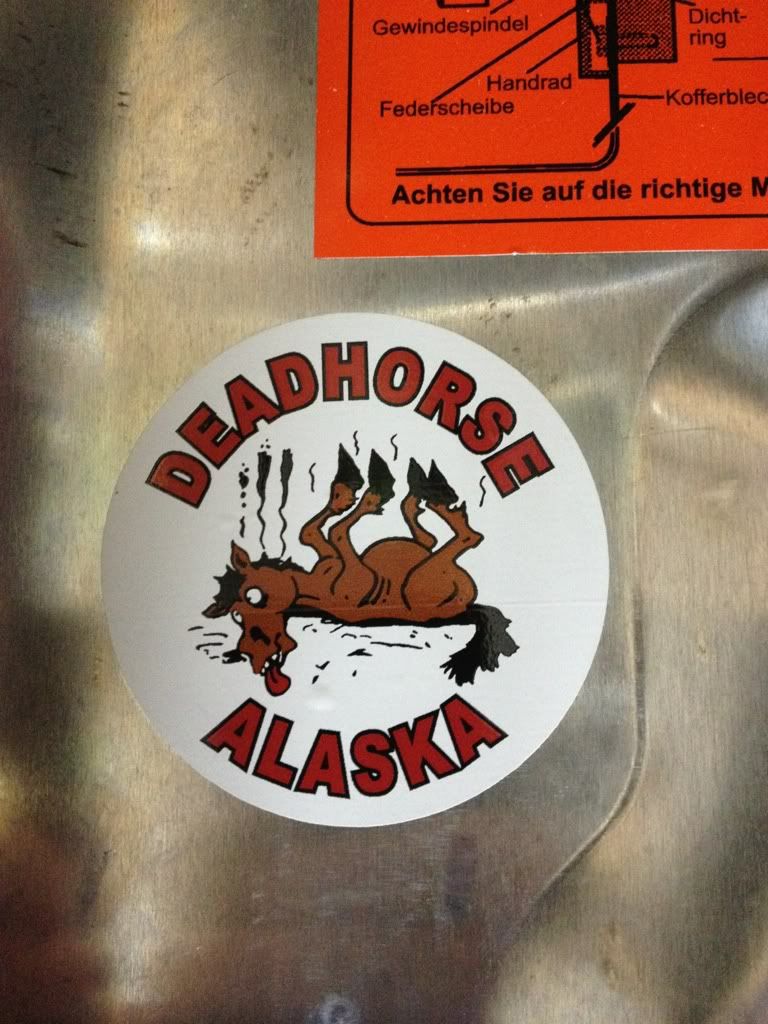 Gewindespindel
Dicht-
ring
Handrad
Federscheibe
Kofferblec
Achten Sie auf die richtige M
DEADHORSE
ALASKA